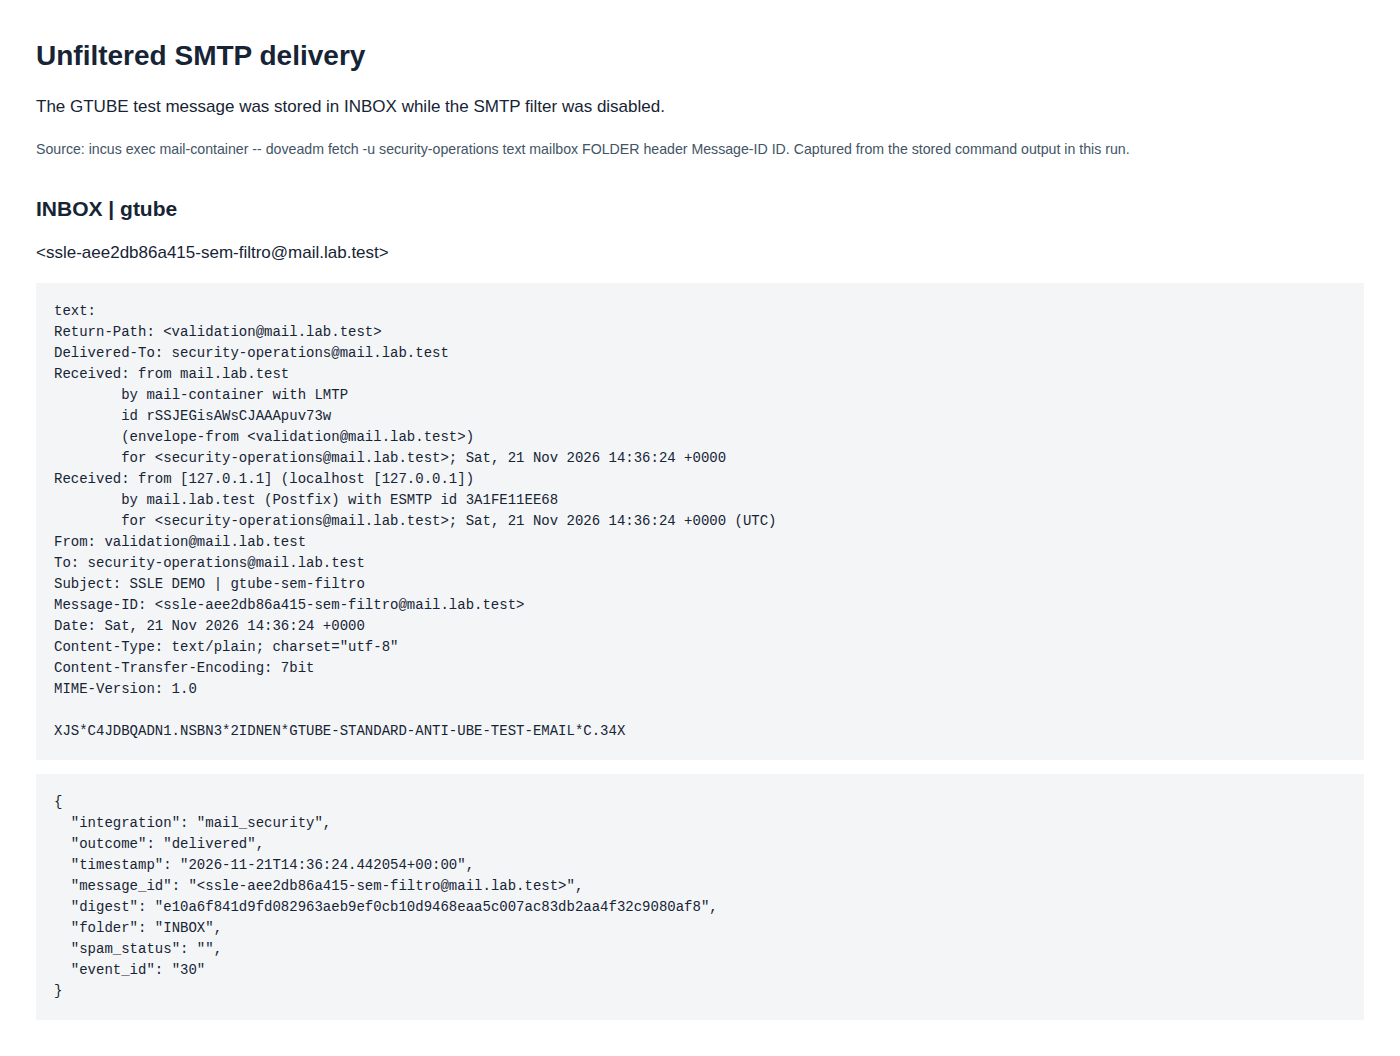 Unfiltered SMTP delivery
The GTUBE test message was stored in INBOX while the SMTP filter was disabled.
Source: incus exec mail-container -- doveadm fetch -u security-operations text mailbox FOLDER header Message-ID ID. Captured from the stored command output in this run.
INBOX | gtube
<ssle-aee2db86a415-sem-filtro@mail.lab.test>
text:
Return-Path: <validation@mail.lab.test>
Delivered-To: security-operations@mail.lab.test
Received: from mail.lab.test
        by mail-container with LMTP
        id rSSJEGisAWsCJAAApuv73w
        (envelope-from <validation@mail.lab.test>)
        for <security-operations@mail.lab.test>; Sat, 21 Nov 2026 14:36:24 +0000
Received: from [127.0.1.1] (localhost [127.0.0.1])
        by mail.lab.test (Postfix) with ESMTP id 3A1FE11EE68
        for <security-operations@mail.lab.test>; Sat, 21 Nov 2026 14:36:24 +0000 (UTC)
From: validation@mail.lab.test
To: security-operations@mail.lab.test
Subject: SSLE DEMO | gtube-sem-filtro
Message-ID: <ssle-aee2db86a415-sem-filtro@mail.lab.test>
Date: Sat, 21 Nov 2026 14:36:24 +0000
Content-Type: text/plain; charset="utf-8"
Content-Transfer-Encoding: 7bit
MIME-Version: 1.0

XJS*C4JDBQADN1.NSBN3*2IDNEN*GTUBE-STANDARD-ANTI-UBE-TEST-EMAIL*C.34X
{
  "integration": "mail_security",
  "outcome": "delivered",
  "timestamp": "2026-11-21T14:36:24.442054+00:00",
  "message_id": "<ssle-aee2db86a415-sem-filtro@mail.lab.test>",
  "digest": "e10a6f841d9fd082963aeb9ef0cb10d9468eaa5c007ac83db2aa4f32c9080af8",
  "folder": "INBOX",
  "spam_status": "",
  "event_id": "30"
}